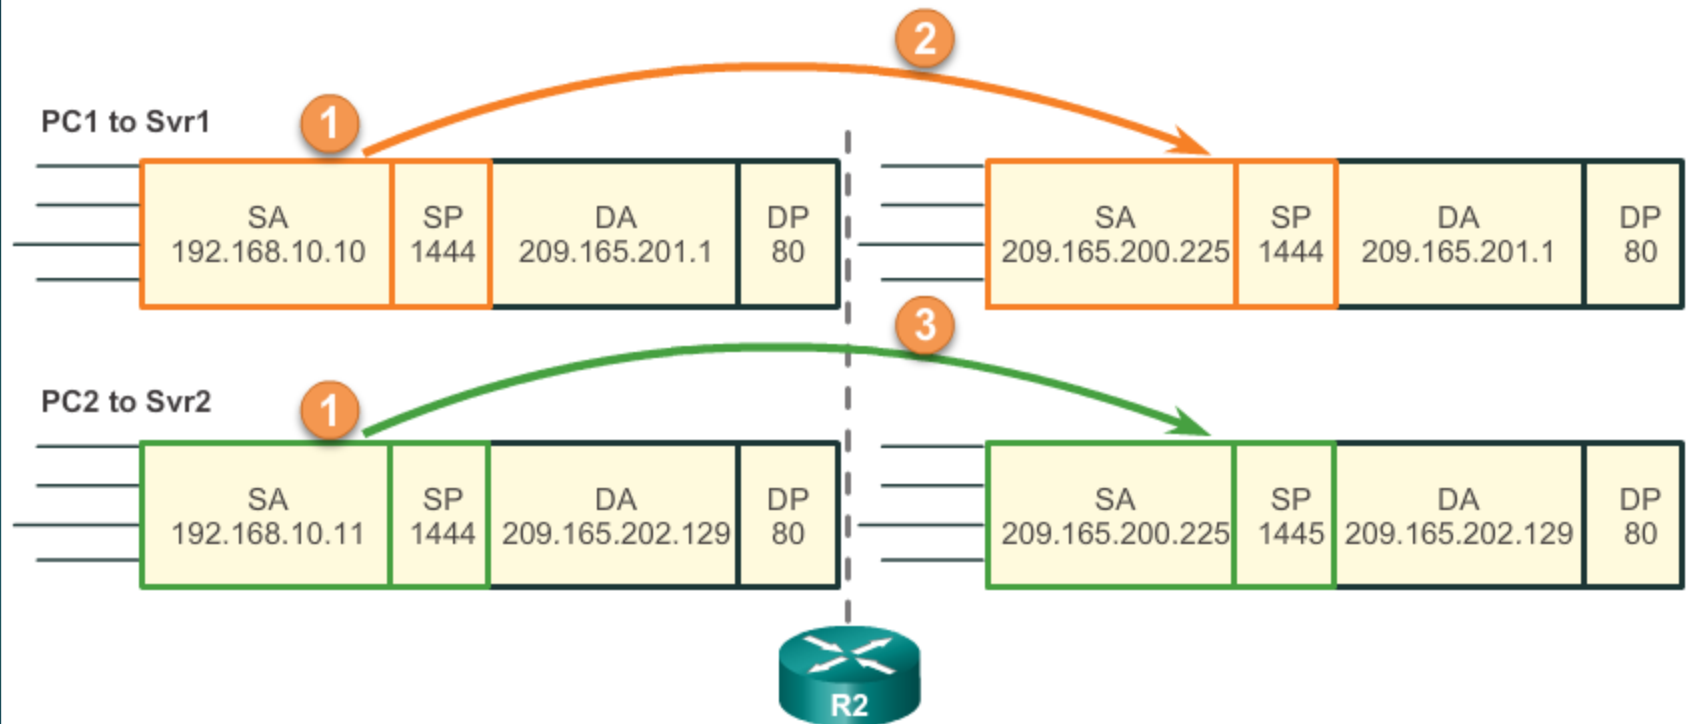 2
PC1 to Svr1
1
SA
192.168.10.10
SP
1444
DA
209.165.201.1
DP
80
SA
209.165.200.225
SP
1444
DA
209.165.201.1
DP
80
3
PC2 to Svr2
1
SA
192.168.10.11
SP
1444
DA
209.165.202.129
DP
80
SA
209.165.200.225
SP
1445
DA
209.165.202.129
DP
80
R2